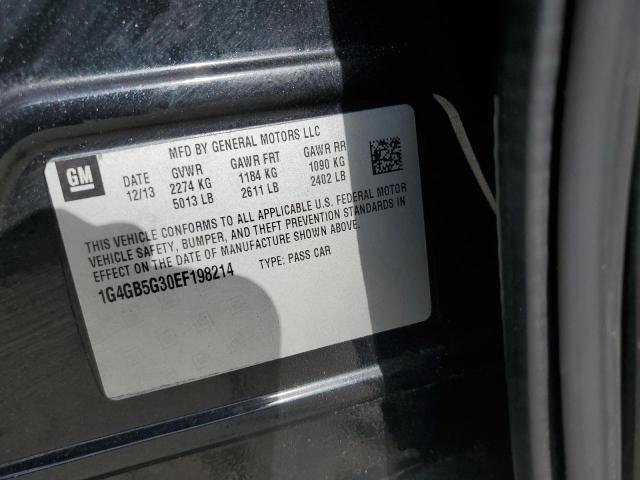 GM
MFD BY GENERAL MOTORS LLC
DATE GVWR GAWR FRT GAWR RR
12/13 2274 KG 1184 KG 1090 KG
5013 LB 2611 LB 2402 LB
THIS VEHICLE CONFORMS TO ALL APPLICABLE U.S. FEDERAL MOTOR
VEHICLE SAFETY, BUMPER, AND THEFT PREVENTION STANDARDS IN
EFFECT ON THE DATE OF MANUFACTURE SHOWN ABOVE.
1G4GB5G30EF198214 TYPE: PASS CAR